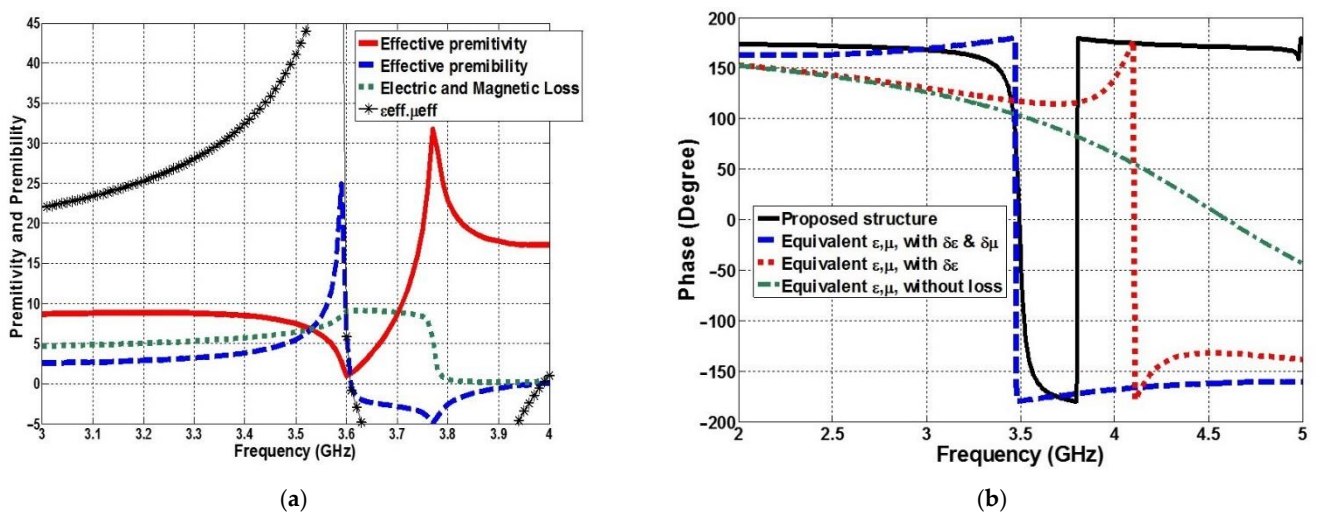 45
40
35
30
25
20
15
10
5
0
−5
Premitivity and Premibility
Effective premitivity
Effective premibility
Electric and Magnetic Loss
εeff.μeff
3 3.1 3.2 3.3 3.4 3.5 3.6 3.7 3.8 3.9 4
Frequency (GHz)
(a)
200
150
100
50
0
−50
−100
−150
−200
Phase (Degree)
Proposed structure
Equivalent ε,μ, with δε & δμ
Equivalent ε,μ, with δε
Equivalent ε,μ, without loss
2 2.5 3 3.5 4 4.5 5
Frequency (GHz)
(b)